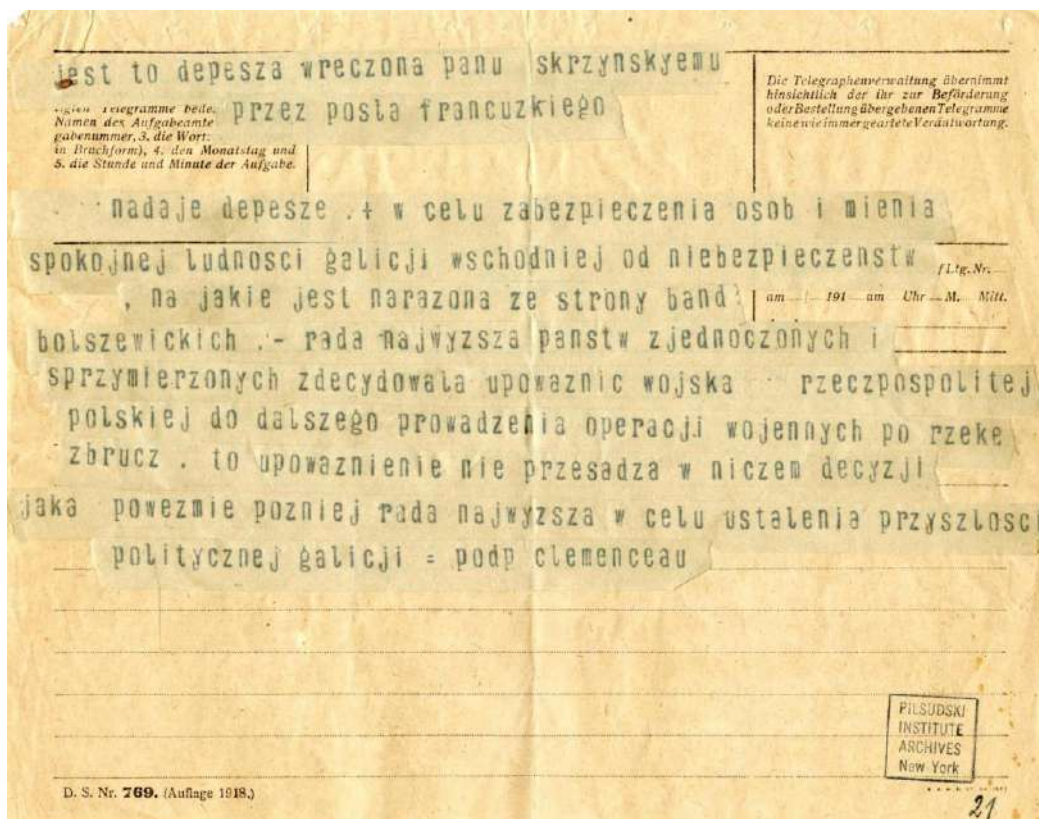 jest to depesza wreczona panu skrzynskyemu
przez posla francuzkiego
Telegramme bede.
Namen des Aufgabeamte
gabenummer, 3. die Wort:
in Bruchform), 4. den Monatstag und
5. die Stunde und Minute der Aufgabe.
Die Telegraphenverwaltung übernimmt
hinsichtlich der ihr zur Beförderung
oder Bestellung übergebenen Telegramme
keine wie immer geartete Verantwortung.
nadaje depesze .+ w celu zabezpieczenia osob i mienia
spokojnej ludnosci galicji wschodniej od niebezpieczenstw
/Ltg. Nr.
, na jakie jest narazona ze strony band
am 191 am Uhr M. Mitt.
bolszewickich .- rada najwyzsza panstw zjednoczonych i
sprzymierzonych zdecydowala upowaznic wojska rzeczpospolitej
polskiej do dalszego prowadzenia operacji wojennych po rzeke
zbrucz . to upowaznienie nie przesadza w niczem decyzji
jaka powezmie pozniej rada najwyzsza w celu ustalenia przyszlosci
politycznej galicji = podp clemenceau
PILSUDSKI
INSTITUTE
ARCHIVES
New York
D. S. Nr. 769. (Auflage 1918.)
21